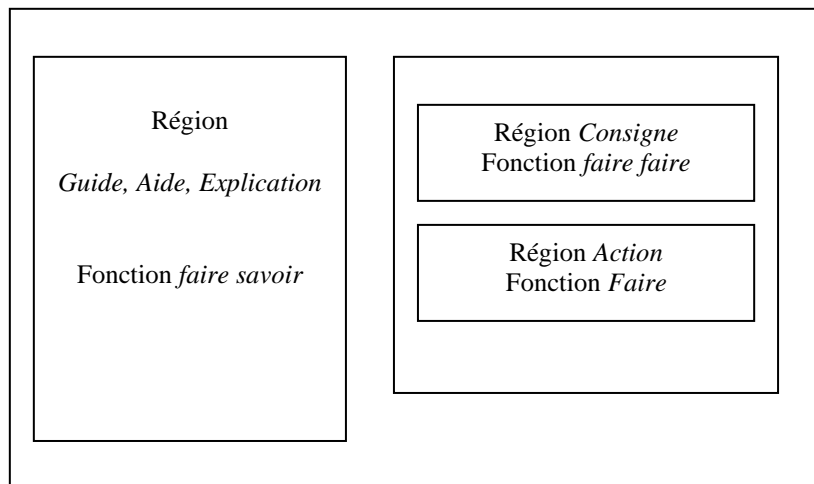 Région
Guide, Aide, Explication
Fonction faire savoir
Région Consigne
Fonction faire faire
Région Action
Fonction Faire